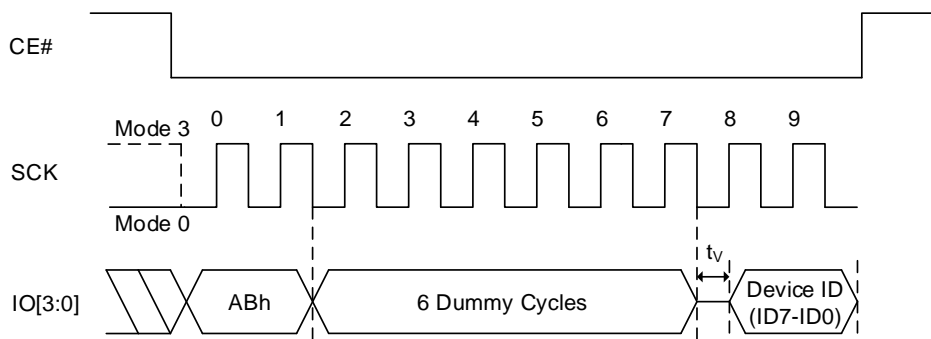 CE#
Mode 3
0 1 2 3 4 5 6 7 8 9
SCK
Mode 0
tV
IO[3:0]
ABh
6 Dummy Cycles
Device ID
(ID7-ID0)